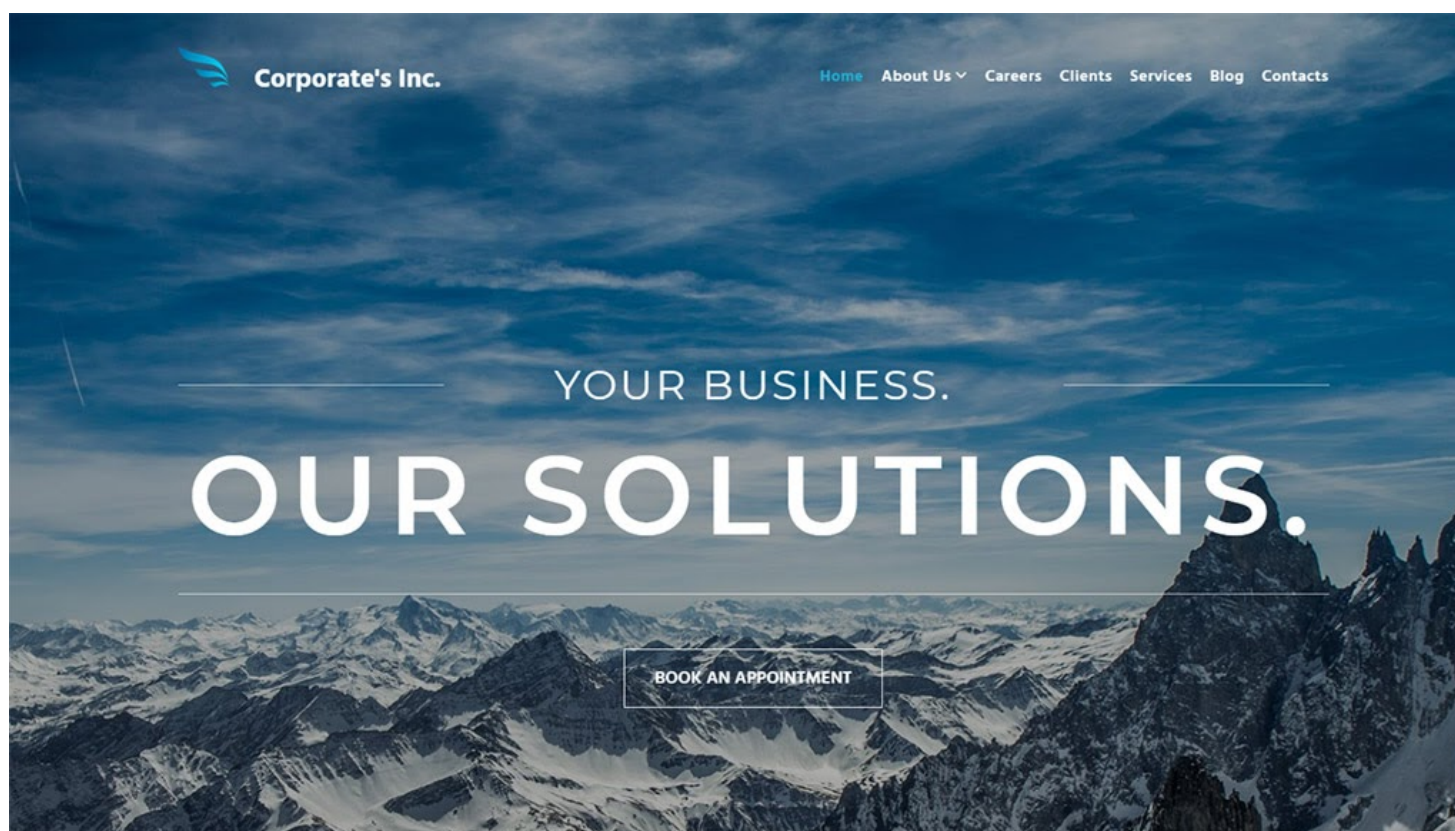 Corporate's Inc.
Home About Us Careers Clients Services Blog Contacts
YOUR BUSINESS.
OUR SOLUTIONS.
BOOK AN APPOINTMENT